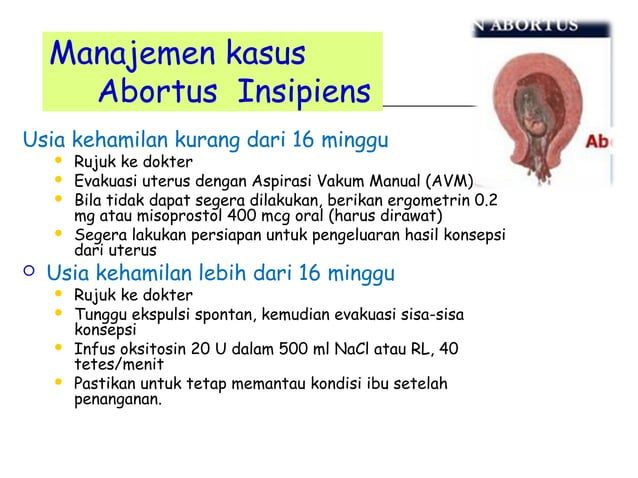 N ABORTUS
Manajemen kasus
Abortus Insipiens
Usia kehamilan kurang dari 16 minggu
Rujuk ke dokter
Evakuasi uterus dengan Aspirasi Vakum Manual (AVM)
Bila tidak dapat segera dilakukan, berikan ergometrin 0.2
mg atau misoprostol 400 mcg oral (harus dirawat)
Segera lakukan persiapan untuk pengeluaran hasil konsepsi
dari uterus
Usia kehamilan lebih dari 16 minggu
Rujuk ke dokter
Tunggu ekspulsi spontan, kemudian evakuasi sisa-sisa
konsepsi
Infus oksitosin 20 U dalam 500 ml NaCl atau RL, 40
tetes/menit
Pastikan untuk tetap memantau kondisi ibu setelah
penanganan.
Ab